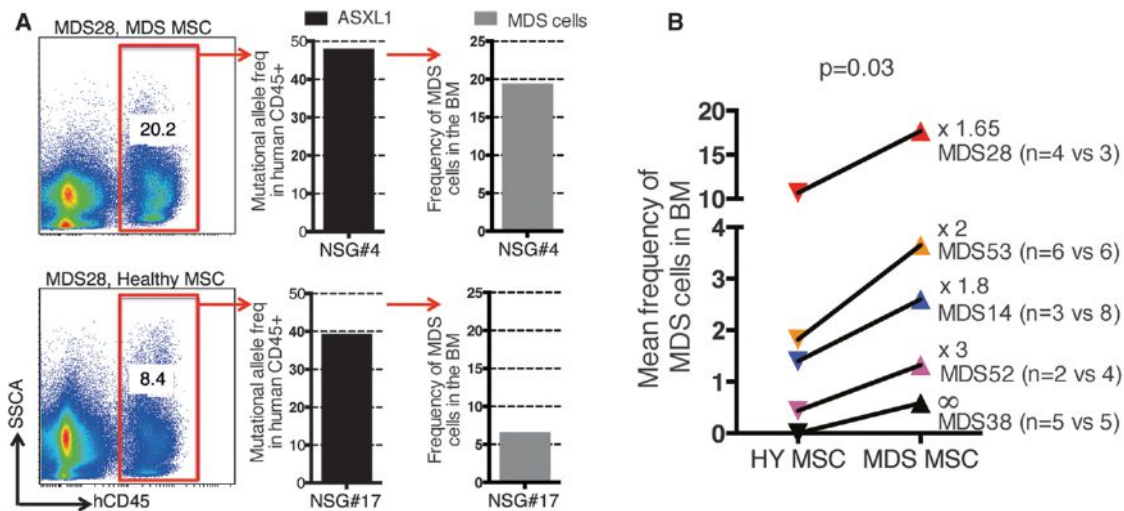 A
MDS28, MDS MSC
20.2
ASXL1
Mutational allele freq
in human CD45+
50
40
30
20
10
0
NSG#4
MDS cells
Frequency of MDS
cells in the BM
25
20
15
10
5
0
NSG#4
MDS28, Healthy MSC
8.4
SSCA
hCD45
Mutational allele freq
in human CD45+
50
40
30
20
10
0
NSG#17
Frequency of MDS
cells in the BM
25
20
15
10
5
0
NSG#17
B
p=0.03
Mean frequency of
MDS cells in BM
20
15
10
4
3
2
1
0
x 1.65
MDS28 (n=4 vs 3)
x 2
MDS53 (n=6 vs 6)
x 1.8
MDS14 (n=3 vs 8)
x 3
MDS52 (n=2 vs 4)
∞
MDS38 (n=5 vs 5)
HY MSC MDS MSC